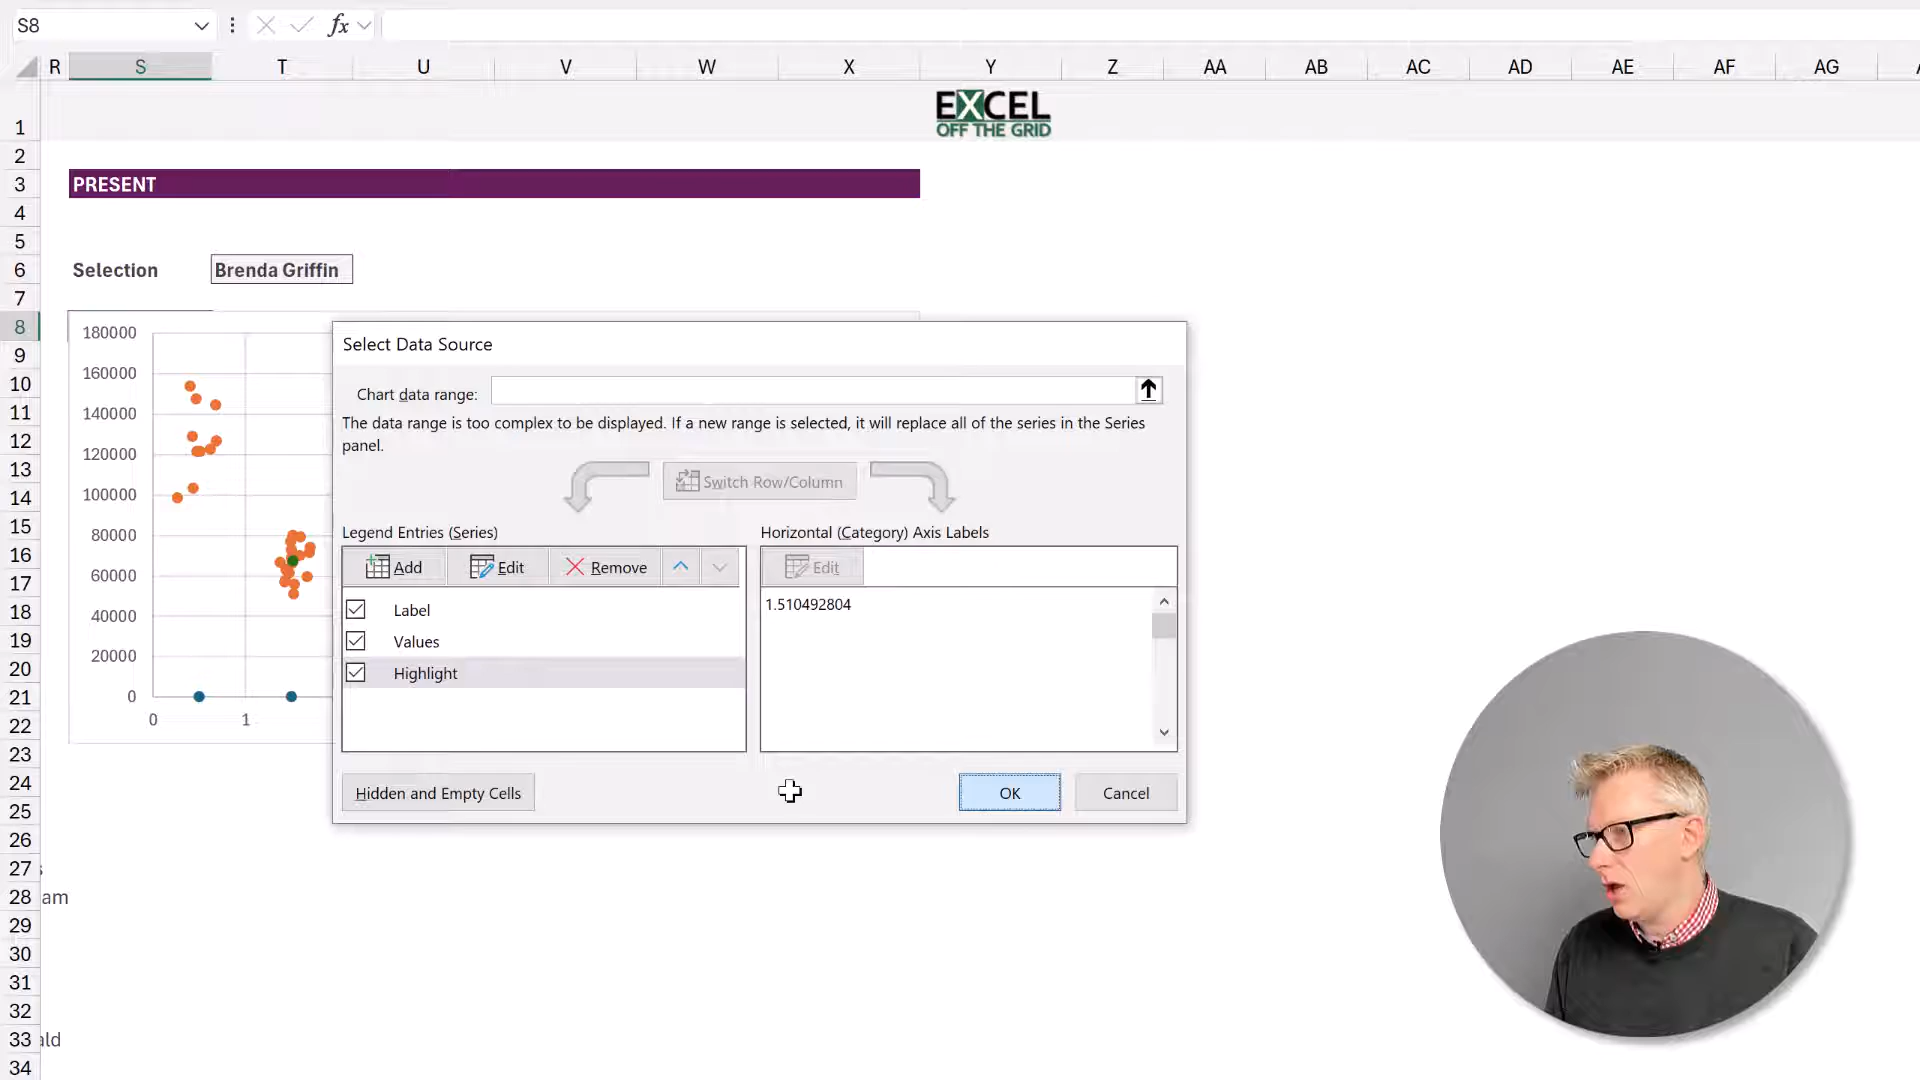 S8
fx
R S T U V W X Y Z AA AB AC AD AE AF AG
EXCEL
OFF THE GRID
1
2
3 PRESENT
4
5
6 Selection Brenda Griffin
7
8
9
10
11
12
13
14
15
16
17
18
19
20
21
22
23
24
25
26
27
28 am
29
30
31
32
33 ald
34
180000
160000
140000
120000
100000
80000
60000
40000
20000
0
0 1
Select Data Source
Chart data range:
The data range is too complex to be displayed. If a new range is selected, it will replace all of the series in the Series
panel.
Switch Row/Column
Legend Entries (Series)
Add Edit Remove
Label
Values
Highlight
Horizontal (Category) Axis Labels
Edit
1.510492804
Hidden and Empty Cells
OK Cancel